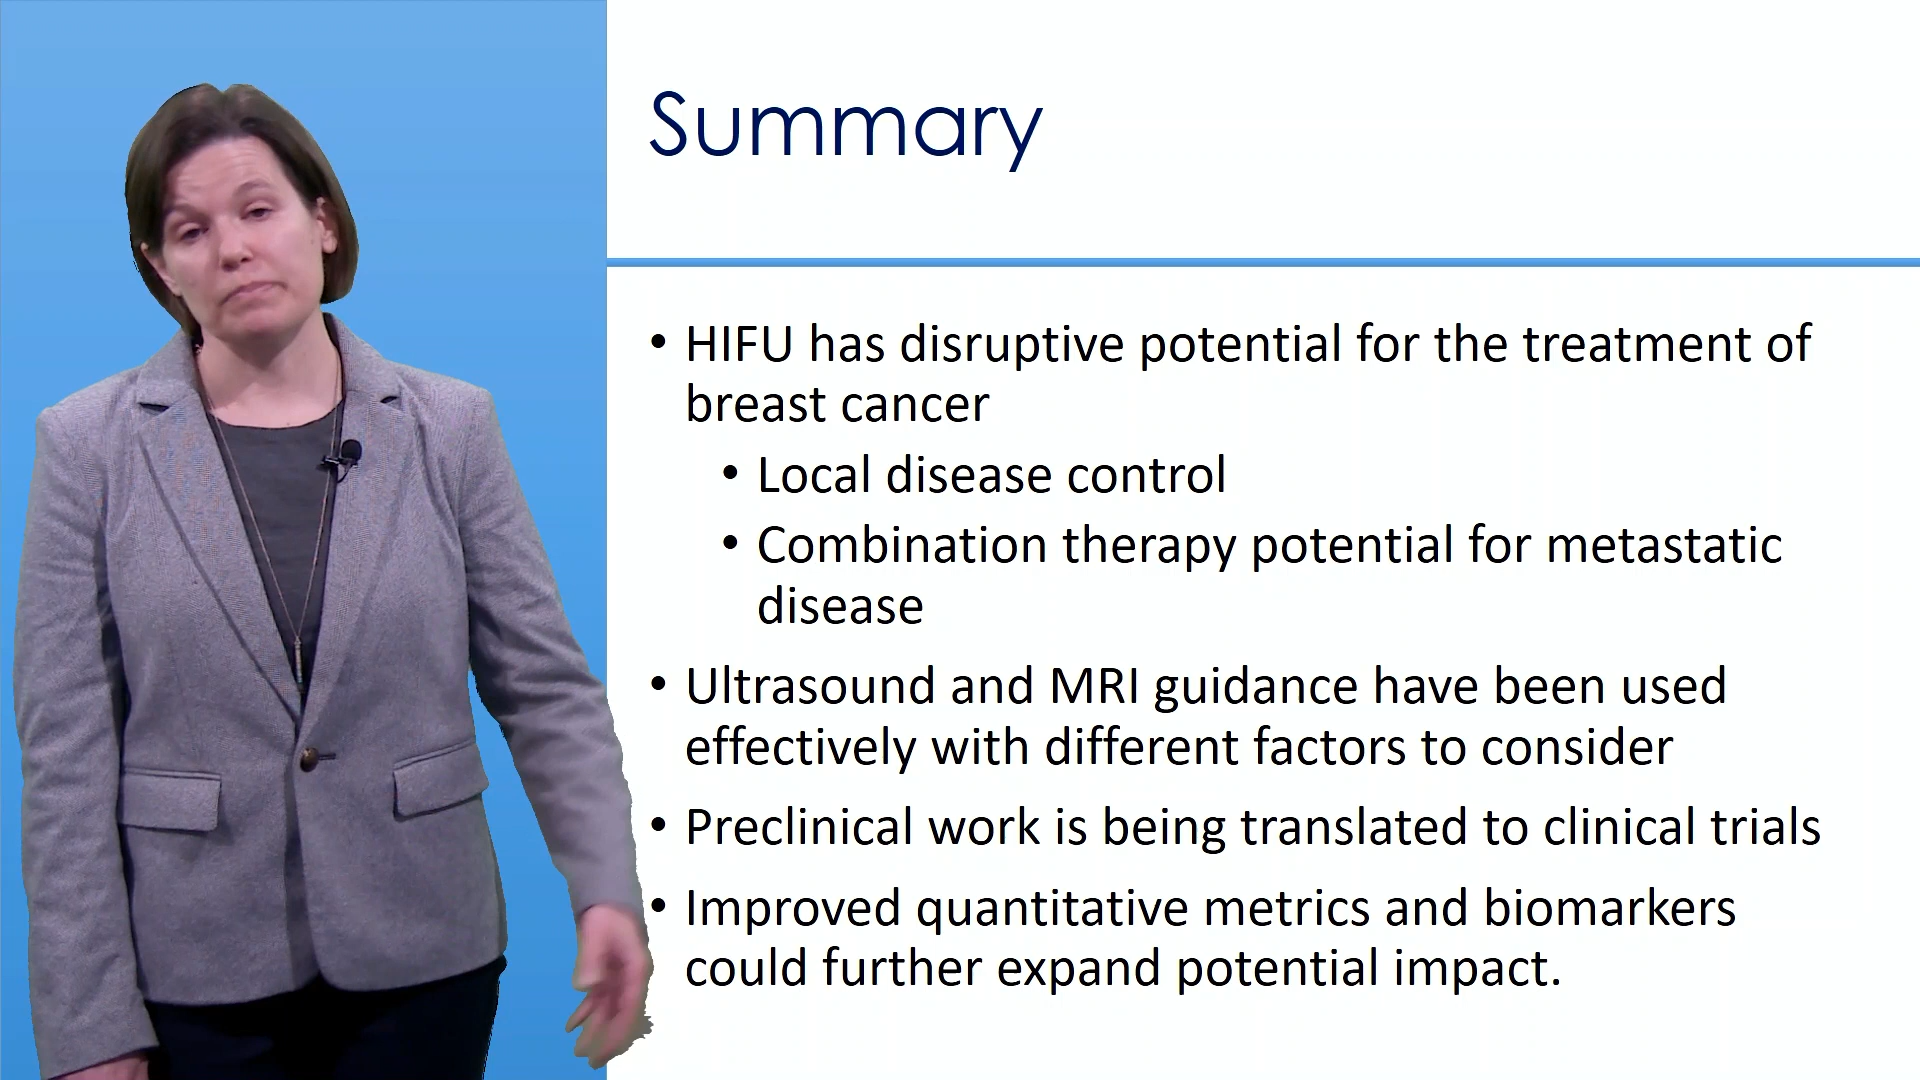 Summary
• HIFU has disruptive potential for the treatment of
breast cancer
• Local disease control
• Combination therapy potential for metastatic
disease
• Ultrasound and MRI guidance have been used
effectively with different factors to consider
• Preclinical work is being translated to clinical trials
• Improved quantitative metrics and biomarkers
could further expand potential impact.